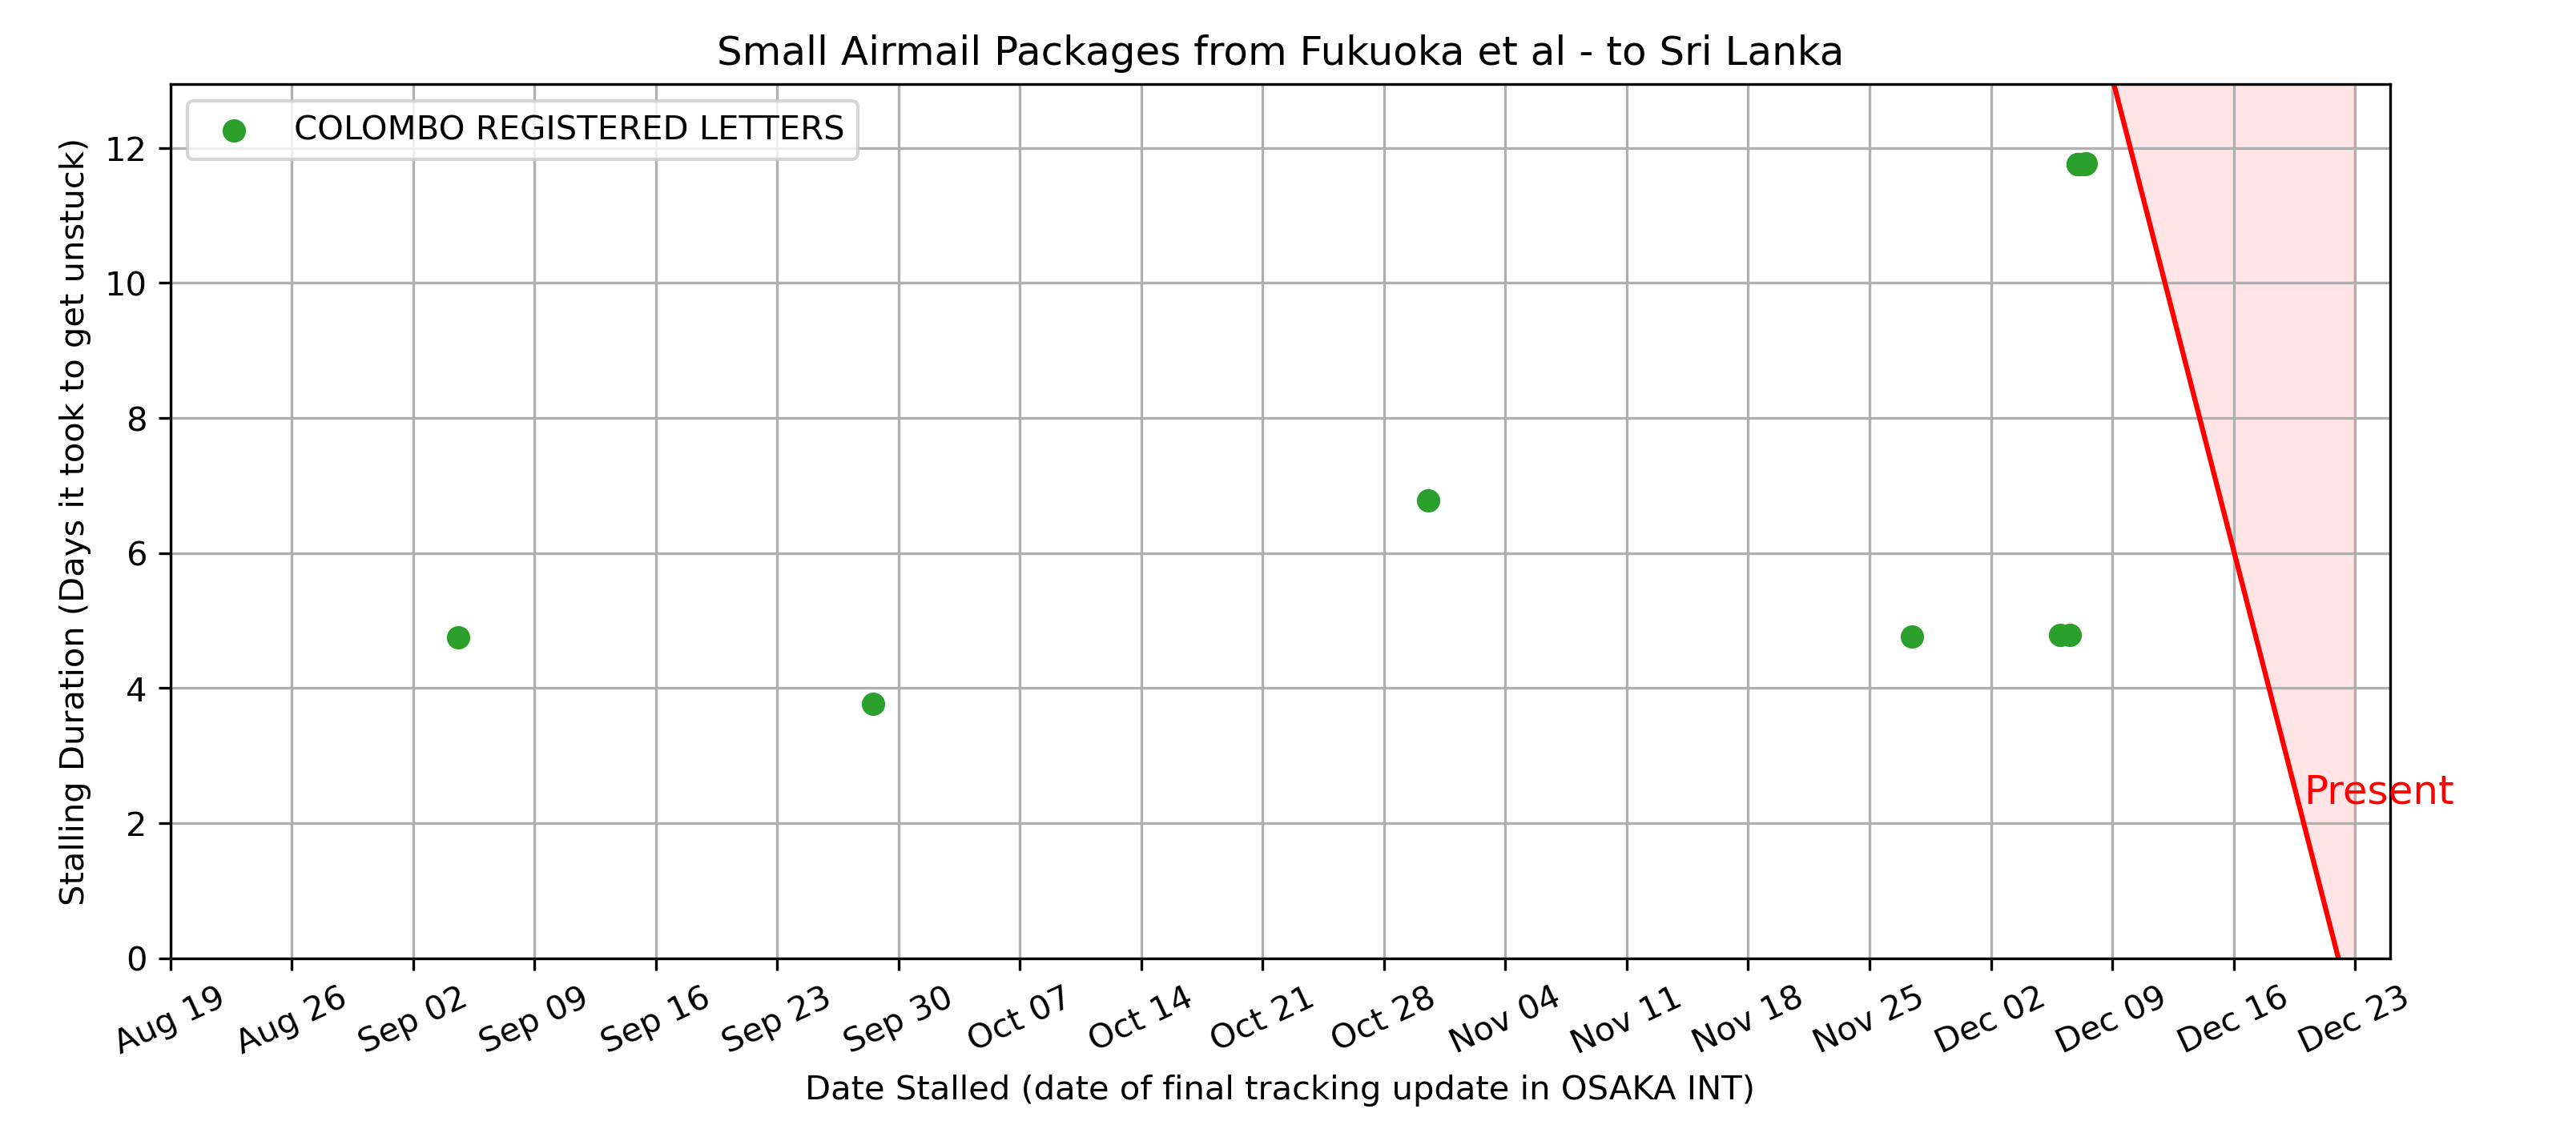 Small Airmail Packages from Fukuoka et al - to Sri Lanka
COLOMBO REGISTERED LETTERS
Stalling Duration (Days it took to get unstuck)
12
10
8
6
4
2
0
Present
Aug 19 Aug 26 Sep 02 Sep 09 Sep 16 Sep 23 Sep 30 Oct 07 Oct 14 Oct 21 Oct 28 Nov 04 Nov 11 Nov 18 Nov 25 Dec 02 Dec 09 Dec 16 Dec 23
Date Stalled (date of final tracking update in OSAKA INT)